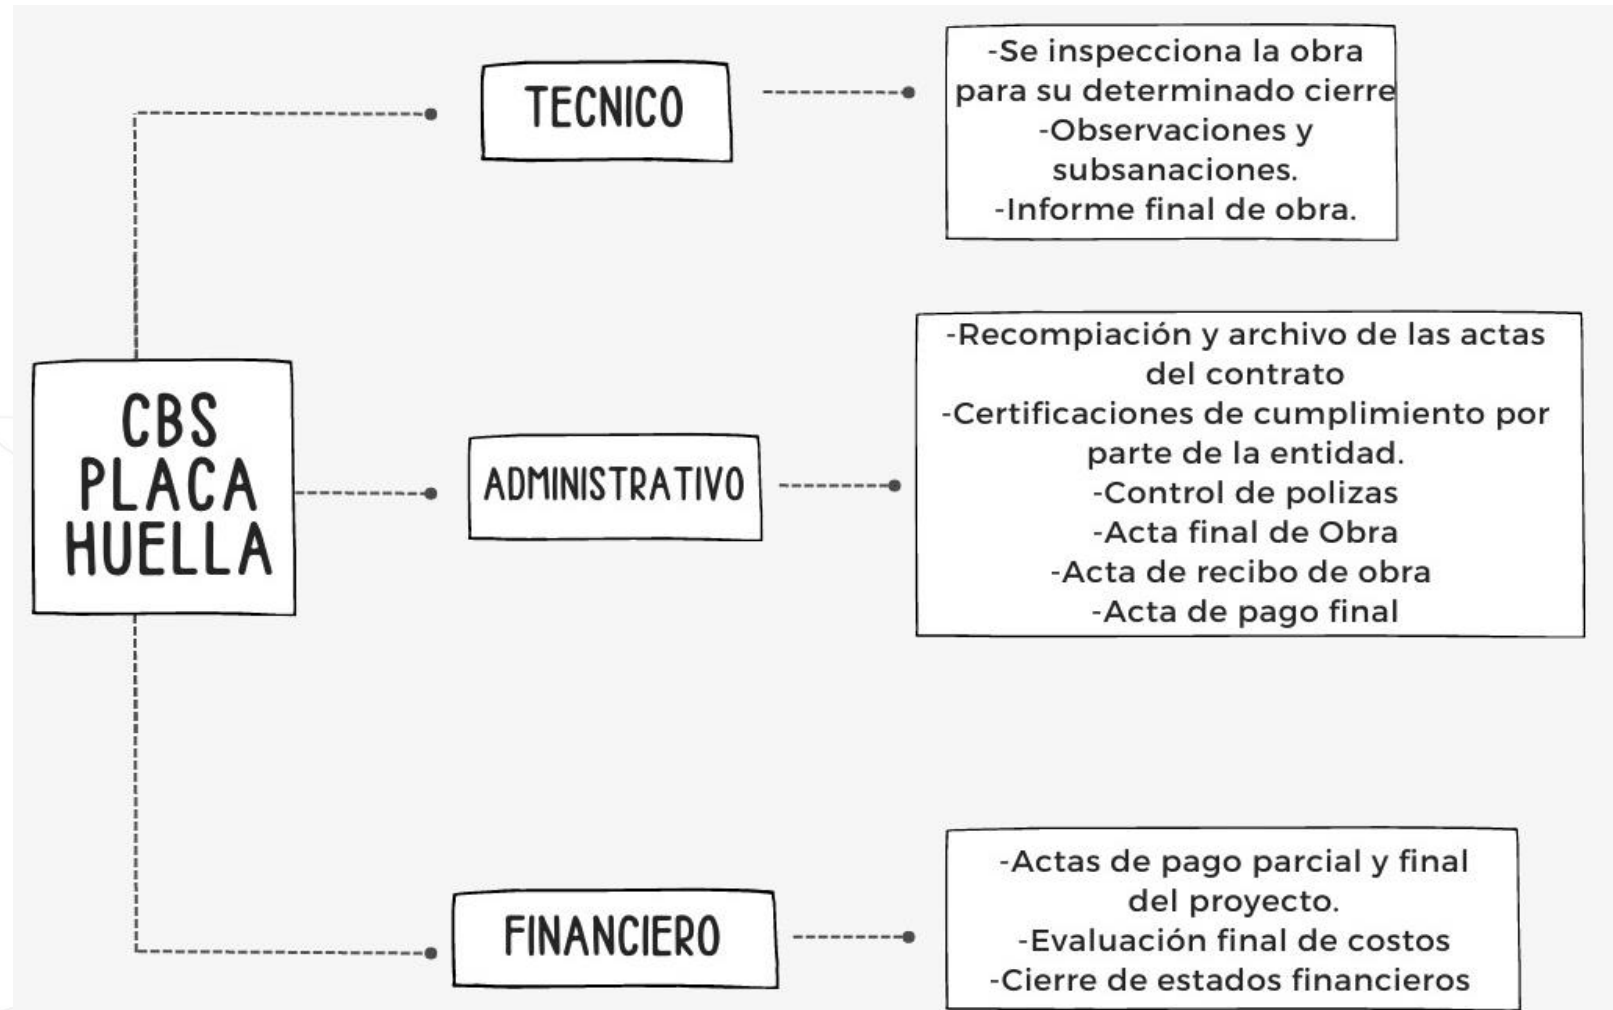 TECNICO
-Se inspecciona la obra
para su determinado cierre
-Observaciones y
subsanaciones.
-Informe final de obra.
CBS
PLACA
HUELLA
ADMINISTRATIVO
-Recompiación y archivo de las actas
del contrato
-Certificaciones de cumplimiento por
parte de la entidad.
-Control de polizas
-Acta final de Obra
-Acta de recibo de obra
-Acta de pago final
FINANCIERO
-Actas de pago parcial y final
del proyecto.
-Evaluación final de costos
-Cierre de estados financieros